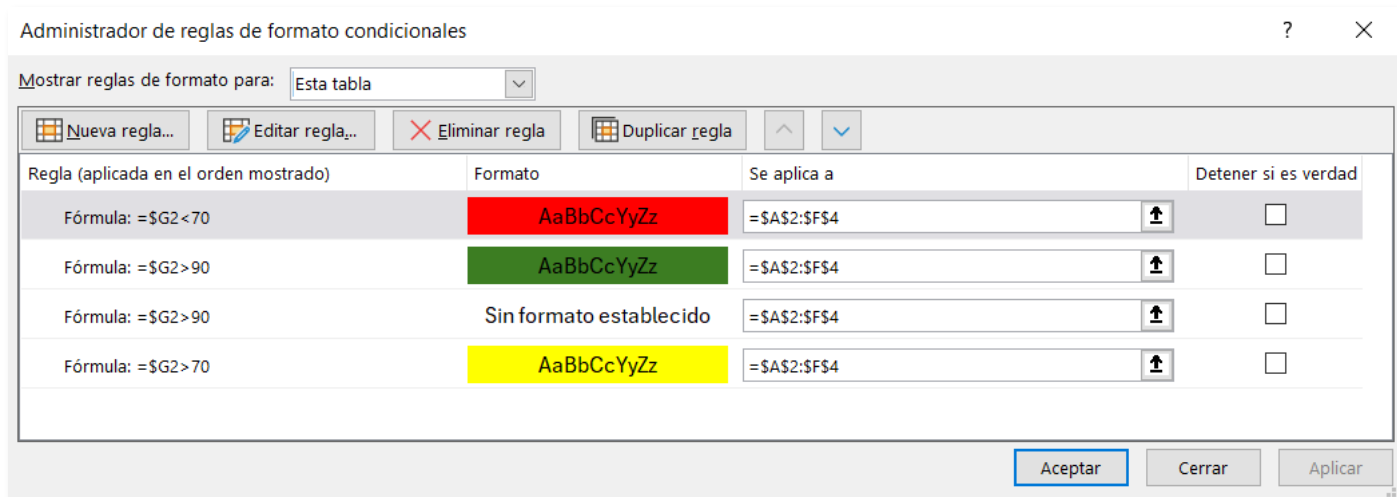 Administrador de reglas de formato condicionales ?
Mostrar reglas de formato para: Esta tabla
Nueva regla... Editar regla... Eliminar regla Duplicar regla
Regla (aplicada en el orden mostrado) Formato Se aplica a Detener si es verdad
Fórmula: =$G2<70 AaBbCcYyZz =$A$2:$F$4
Fórmula: =$G2>90 AaBbCcYyZz =$A$2:$F$4
Fórmula: =$G2>90 Sin formato establecido =$A$2:$F$4
Fórmula: =$G2>70 AaBbCcYyZz =$A$2:$F$4
Aceptar Cerrar Aplicar